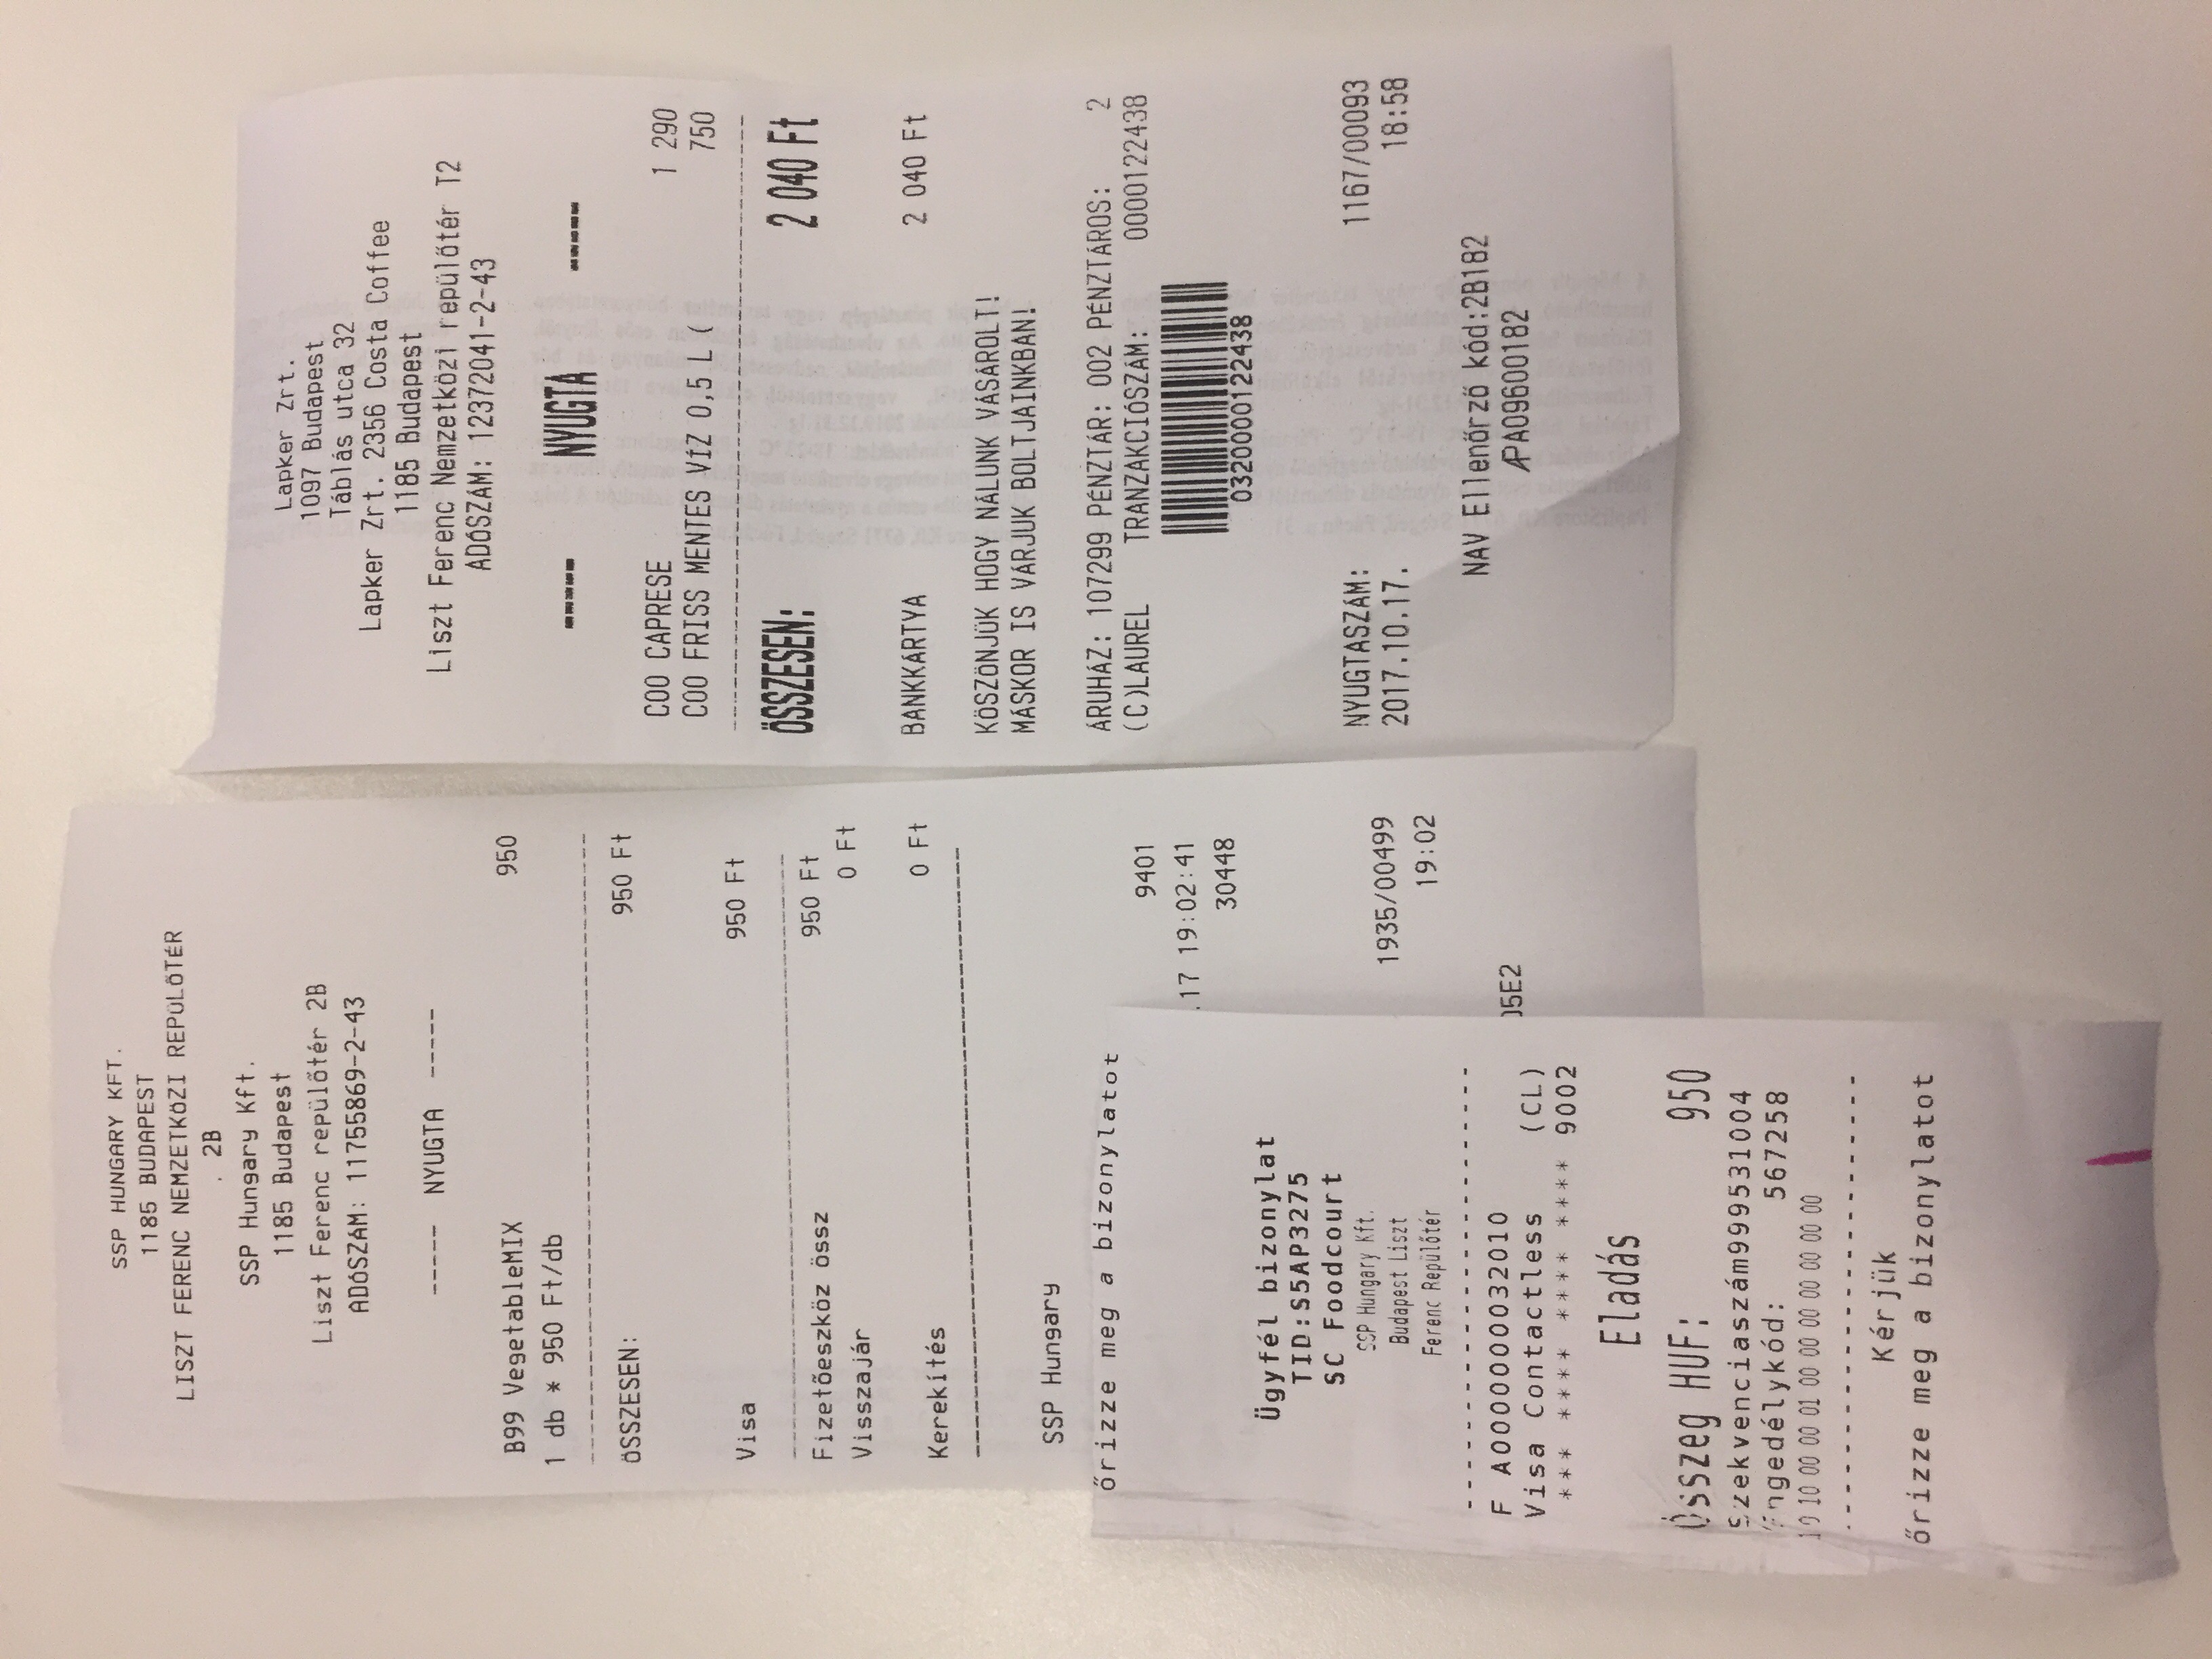 SSP HUNGARY KFT.
1185 BUDAPEST
LISZT FERENC NEMZETKÖZI REPÜLŐTÉR
. 2B
SSP Hungary Kft.
1185 Budapest
Liszt Ferenc repülőtér 2B
ADÓSZÁM: 11755869-2-43
----- NYUGTA -----
B99 VegetableMIX 950
1 db * 950 Ft/db
ÖSSZESEN: 950 Ft
Visa 950 Ft
Fizetőeszköz össz 950 Ft
Visszajár 0 Ft
Kerekítés 0 Ft
SSP Hungary
9401
.17 19:02:41
30448
1935/00499
19:02
05E2
őrizze meg a bizonylatot
Ügyfél bizonylat
TID:S5AP3275
SC Foodcourt
SSP Hungary Kft.
Budapest Liszt
Ferenc Repülőtér
F A0000000032010
Visa Contactless (CL)
*** **** **** **** 9002
Eladás
Összeg HUF: 950
Szekvenciaszám999531004
Engedélykód: 567258
10 10 00 00 01 00 00 00 00 00 00 00
Kérjük
őrizze meg a bizonylatot
Lapker Zrt.
1097 Budapest
Táblás utca 32
Lapker Zrt. 2356 Costa Coffee
1185 Budapest
Liszt Ferenc Nemzetközi repülőtér T2
ADÓSZÁM: 12372041-2-43
----- NYUGTA -----
C00 CAPRESE 1 290
C00 FRISS MENTES VÍZ 0,5 L ( 750
ÖSSZESEN: 2 040 Ft
BANKKÁRTYA 2 040 Ft
KÖSZÖNJÜK HOGY NÁLUNK VÁSÁROLT!
MÁSKOR IS VÁRJUK BOLTJAINKBAN!
ÁRUHÁZ: 107299 PÉNZTÁR: 002 PÉNZTÁROS: 2
(C)LAUREL TRANZAKCIÓSZÁM: 0000122438
0320000122438
NYUGTASZÁM: 1167/00093
2017.10.17. 18:58
NAV Ellenőrző kód:2B182
APA09600182